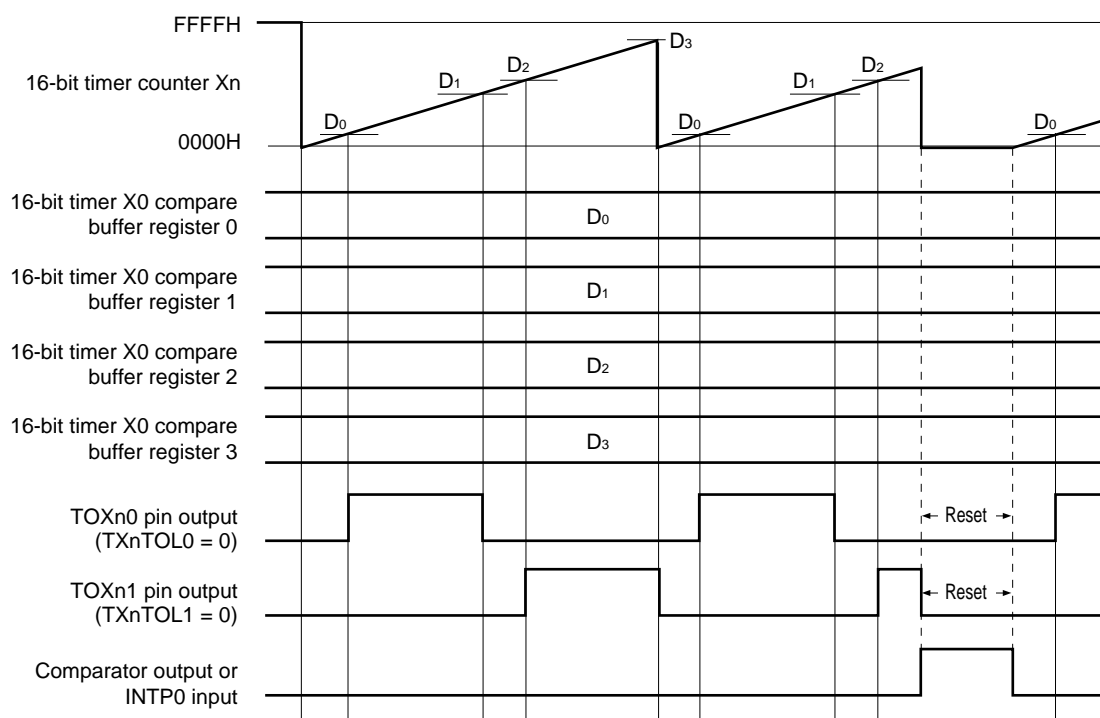 FFFFH
D3
D1
D2
D1
D2
16-bit timer counter Xn
D0
D0
D0
0000H
16-bit timer X0 compare
buffer register 0
D0
16-bit timer X0 compare
buffer register 1
D1
16-bit timer X0 compare
buffer register 2
D2
16-bit timer X0 compare
buffer register 3
D3
TOXn0 pin output
(TXnTOL0 = 0)
Reset
TOXn1 pin output
(TXnTOL1 = 0)
Reset
Comparator output or
INTP0 input